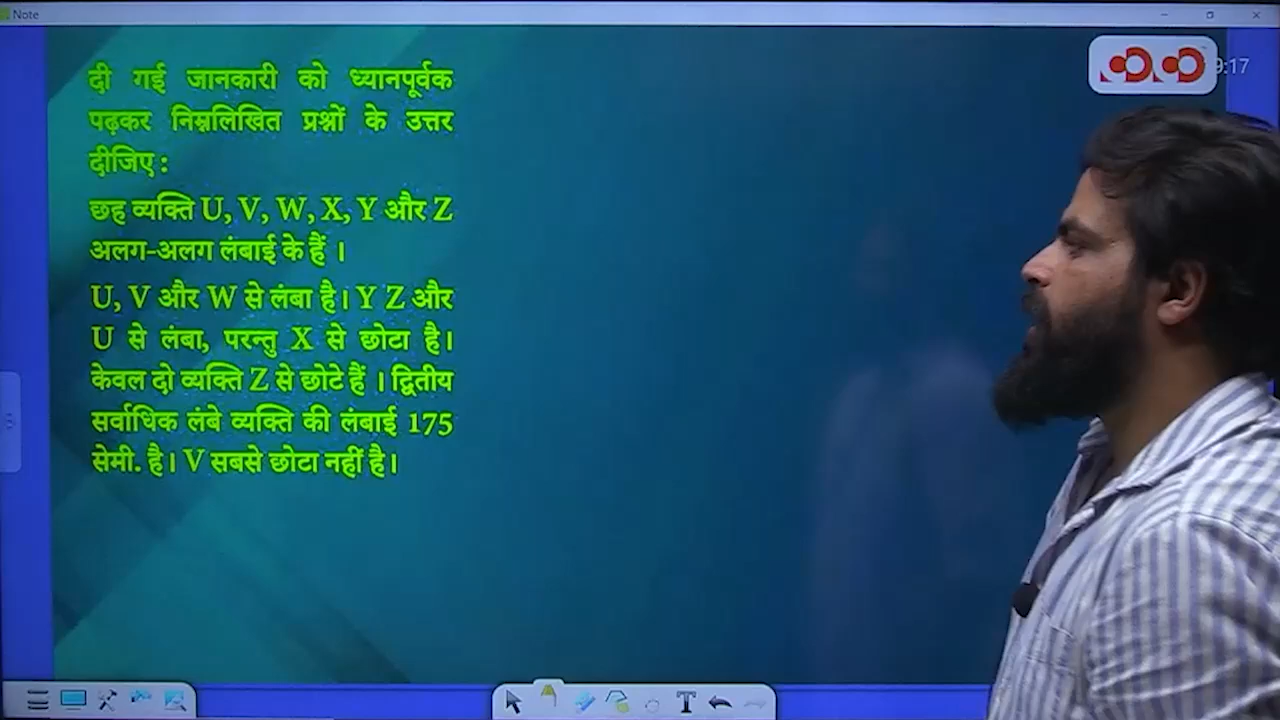 Note
9:17
दी गई जानकारी को ध्यानपूर्वक
पढ़कर निम्नलिखित प्रश्नों के उत्तर
दीजिए :
छह व्यक्ति U, V, W, X, Y और Z
अलग-अलग लंबाई के हैं ।
U, V और W से लंबा है। Y Z और
U से लंबा, परन्तु X से छोटा है।
केवल दो व्यक्ति Z से छोटे हैं । द्वितीय
सर्वाधिक लंबे व्यक्ति की लंबाई 175
सेमी. है। V सबसे छोटा नहीं है।